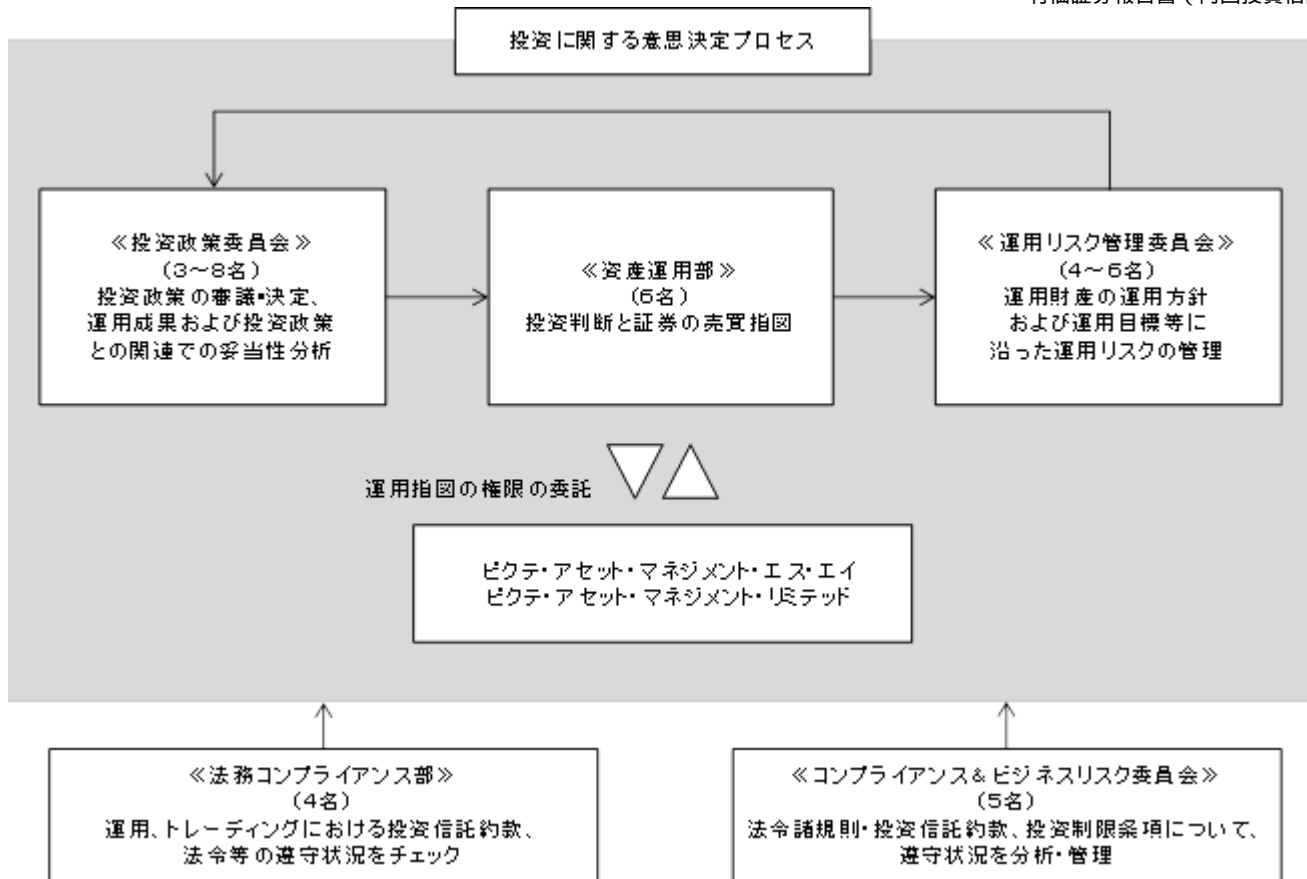 投資に関する意思決定プロセス
≪投資政策委員会≫
(3～8名)
投資政策の審議・決定、
運用成果および投資政策
との関連での妥当性分析
≪資産運用部≫
(6名)
投資判断と証券の売買指図
≪運用リスク管理委員会≫
(4～6名)
運用財産の運用方針
および運用目標等に
沿った運用リスクの管理
運用指図の権限の委託
ピクテ・アセット・マネジメント・エス・エイ
ピクテ・アセット・マネジメント・リミテッド
≪法務コンプライアンス部≫
(4名)
運用、トレーディングにおける投資信託約款、
法令等の遵守状況をチェック
≪コンプライアンス＆ビジネスリスク委員会≫
(5名)
法令諸規則・投資信託約款、投資制限条項について、
遵守状況を分析・管理